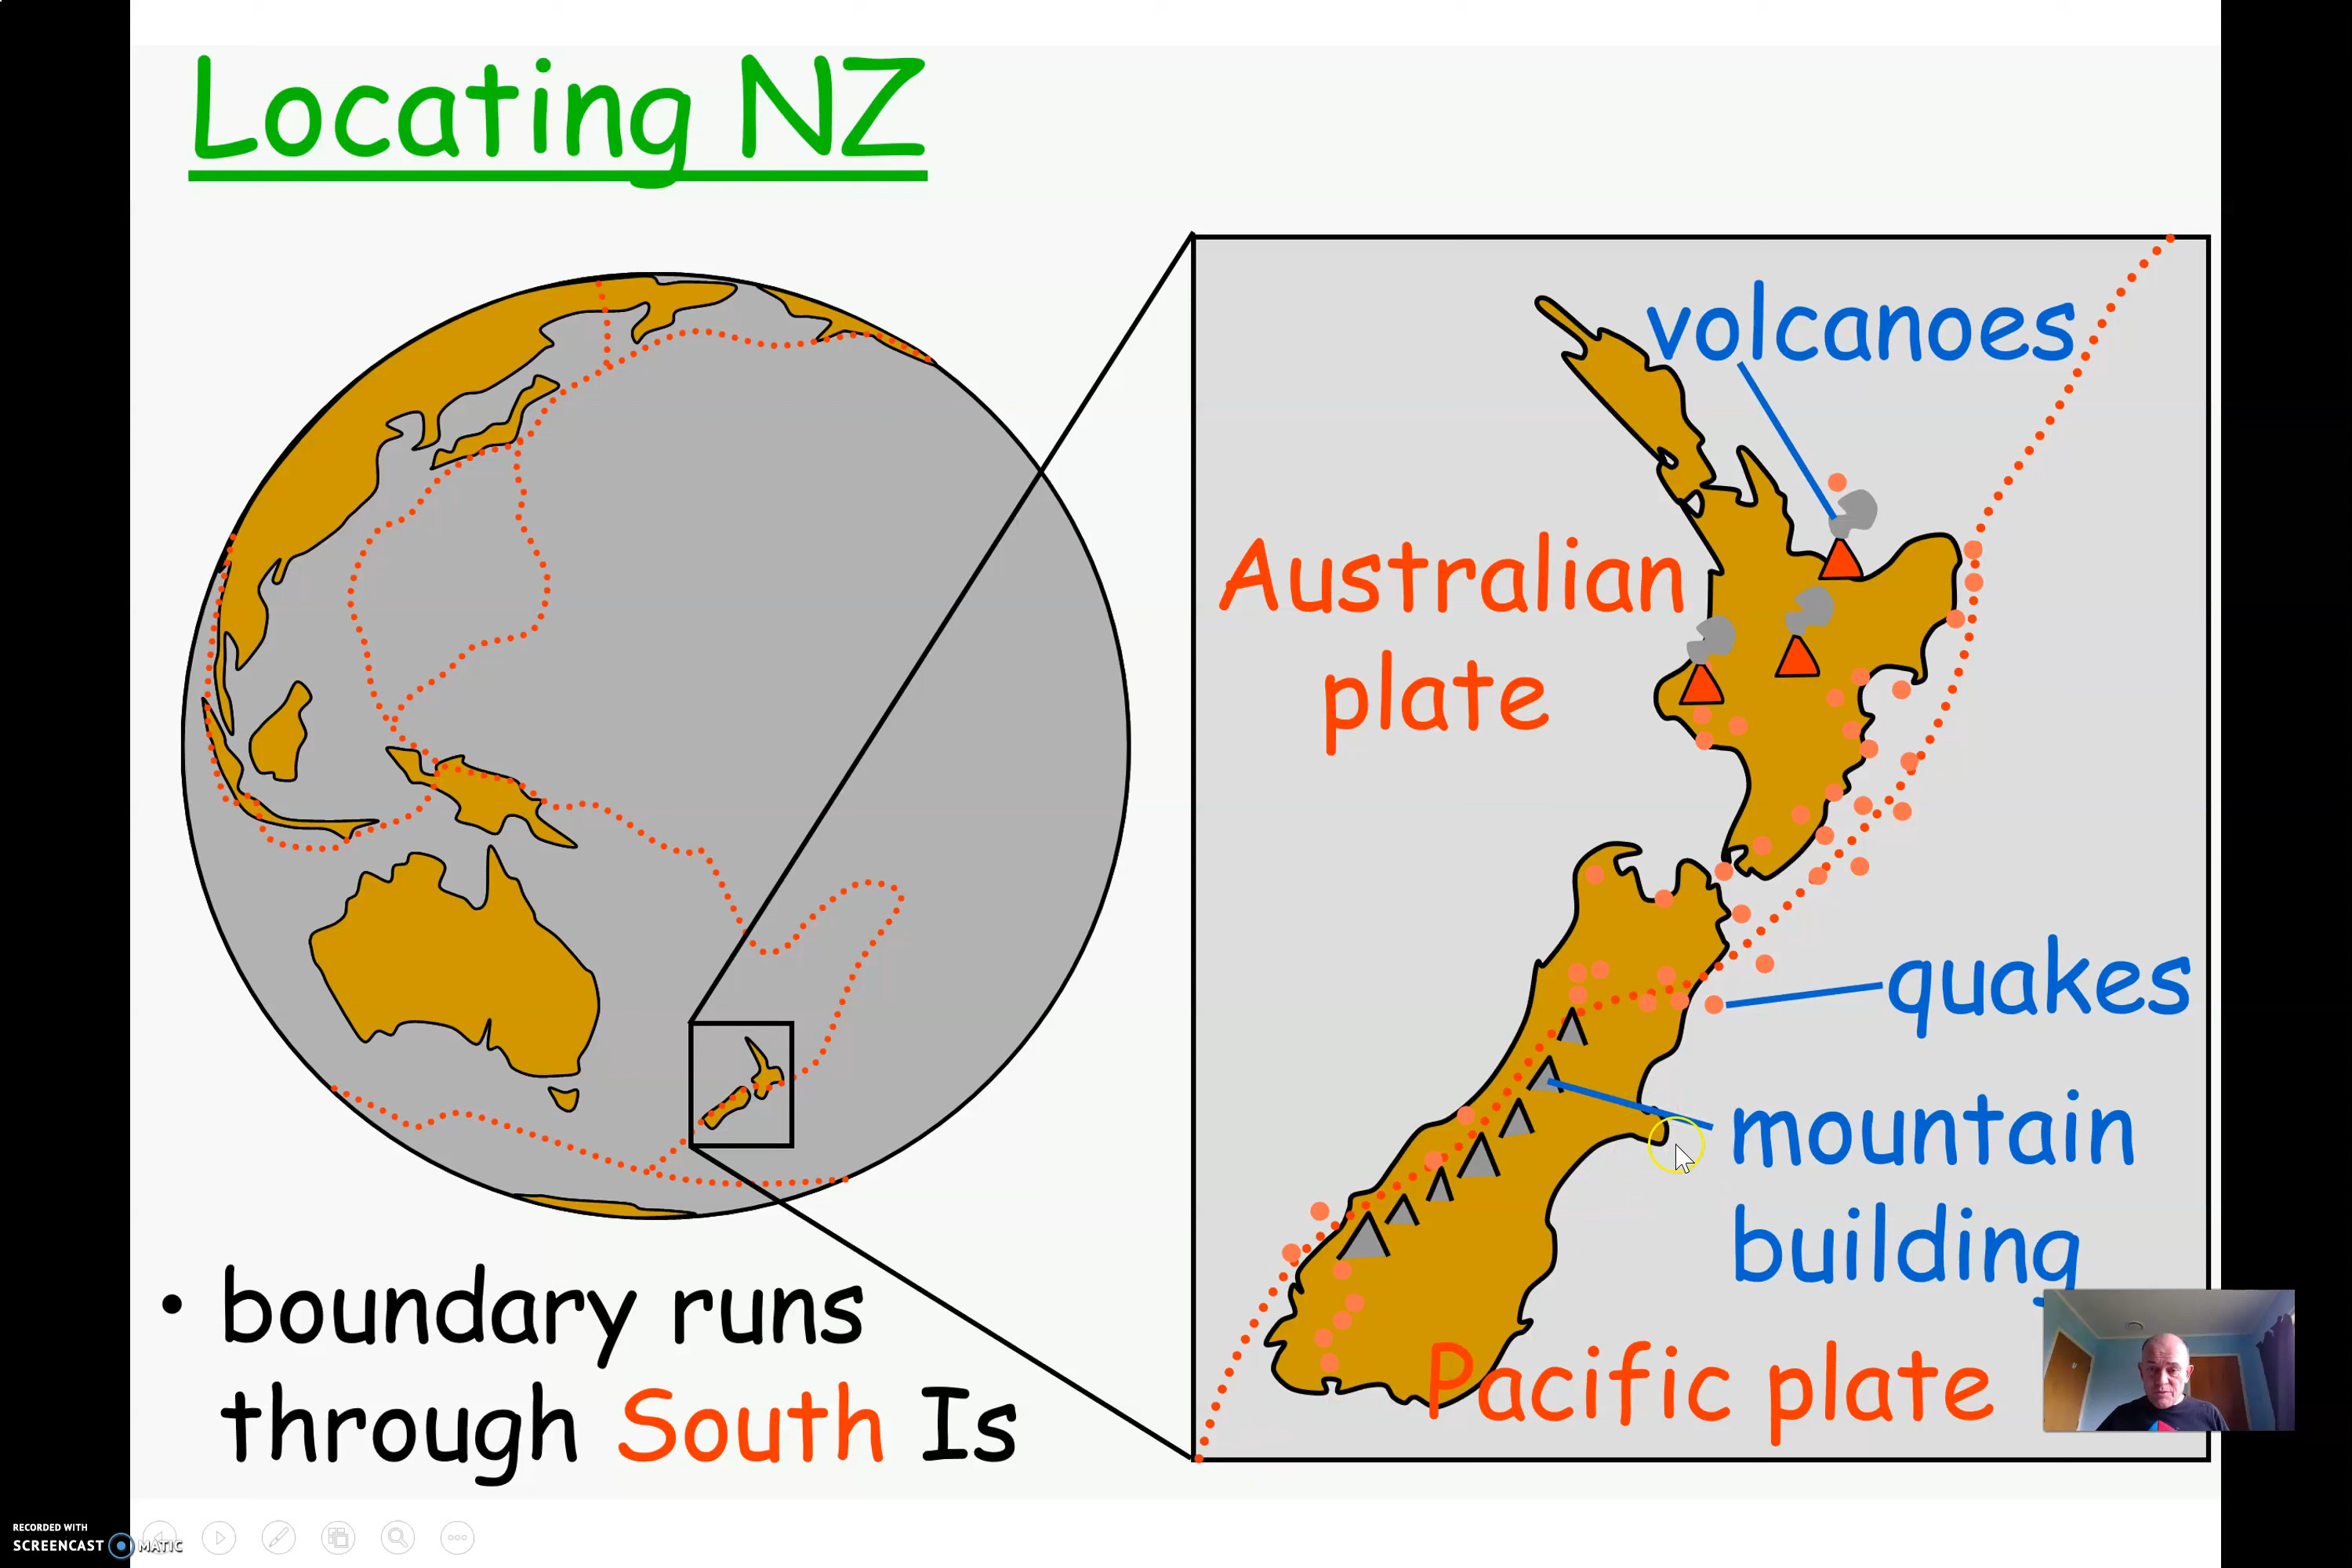 Locating NZ
volcanoes
Australian
plate
quakes
mountain
building
Pacific plate
• boundary runs
through South Is
RECORDED WITH
SCREENCAST MATIC